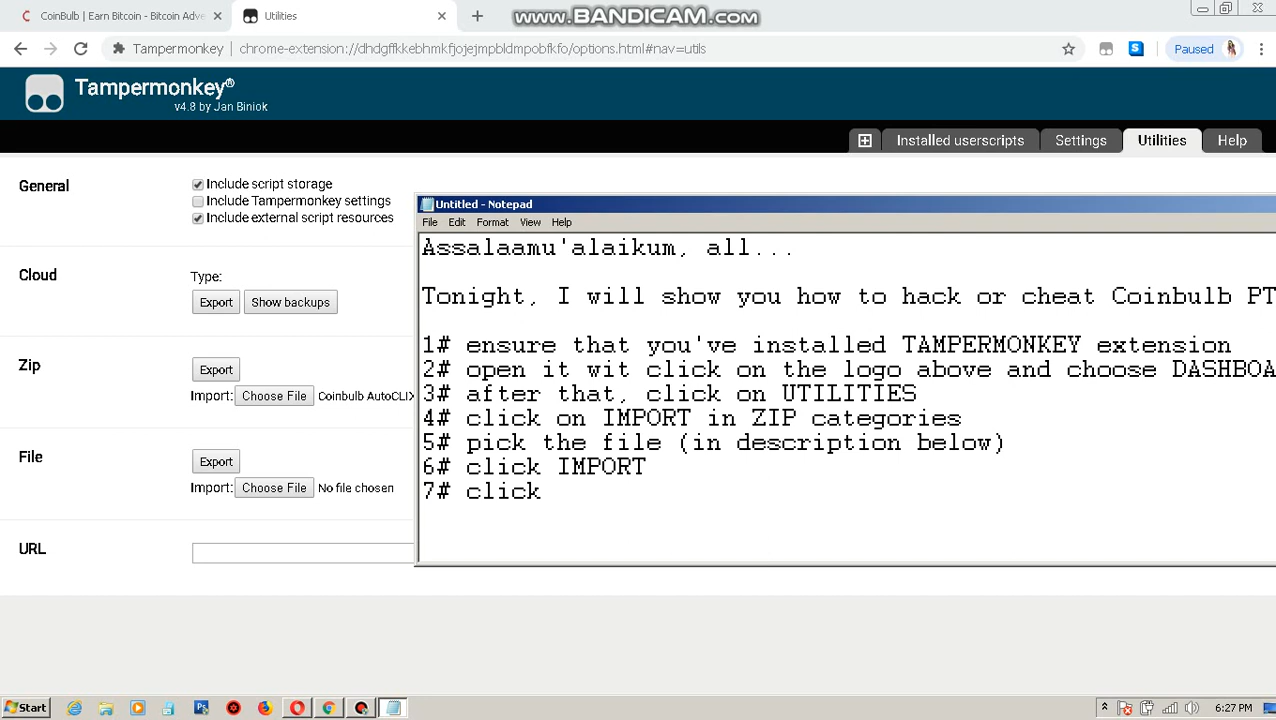 CoinBulb | Earn Bitcoin - Bitcoin Adve
Utilities
www.BANDICAM.com
Tampermonkey
chrome-extension://dhdgffkkebhmkfjojejmpbldmpobfkfo/options.html#nav=utils
Paused
Tampermonkey®
v4.8 by Jan Biniok
Installed userscripts
Settings
Utilities
Help
General
Include script storage
Include Tampermonkey settings
Include external script resources
Cloud
Type:
Export
Show backups
Zip
Export
Import: Choose File Coinbulb AutoCLIX
File
Export
Import: Choose File No file chosen
URL
Untitled - Notepad
File Edit Format View Help
Assalaamu'alaikum, all...
Tonight, I will show you how to hack or cheat Coinbulb PT
1# ensure that you've installed TAMPERMONKEY extension
2# open it wit click on the logo above and choose DASHBOA
3# after that, click on UTILITIES
4# click on IMPORT in ZIP categories
5# pick the file (in description below)
6# click IMPORT
7# click
Start
6:27 PM